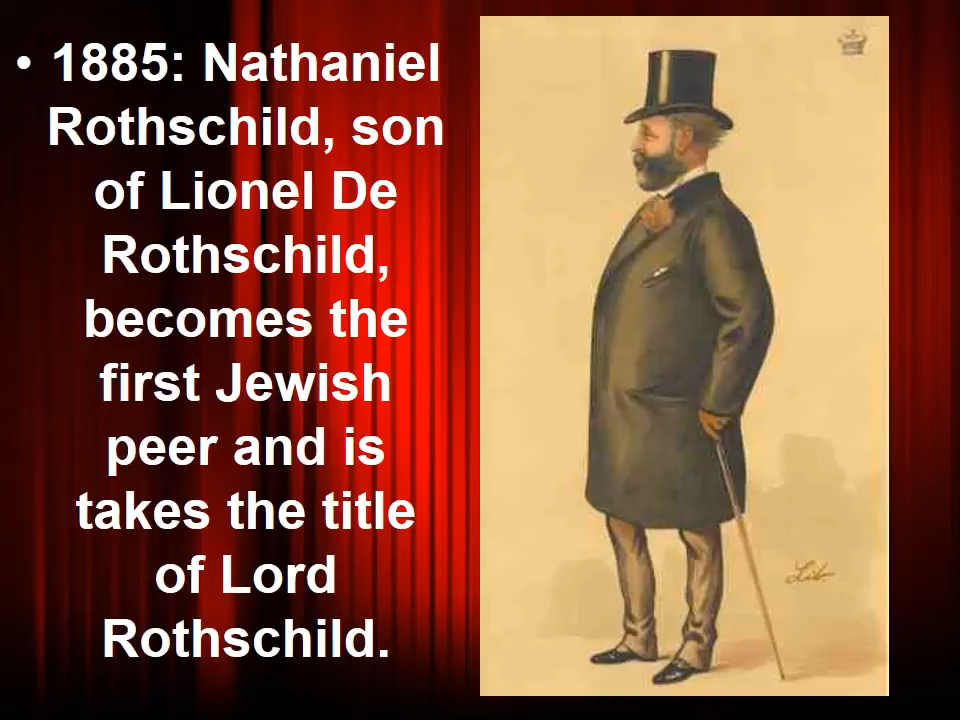 • 1885: Nathaniel
Rothschild, son
of Lionel De
Rothschild,
becomes the
first Jewish
peer and is
takes the title
of Lord
Rothschild.
Lib.